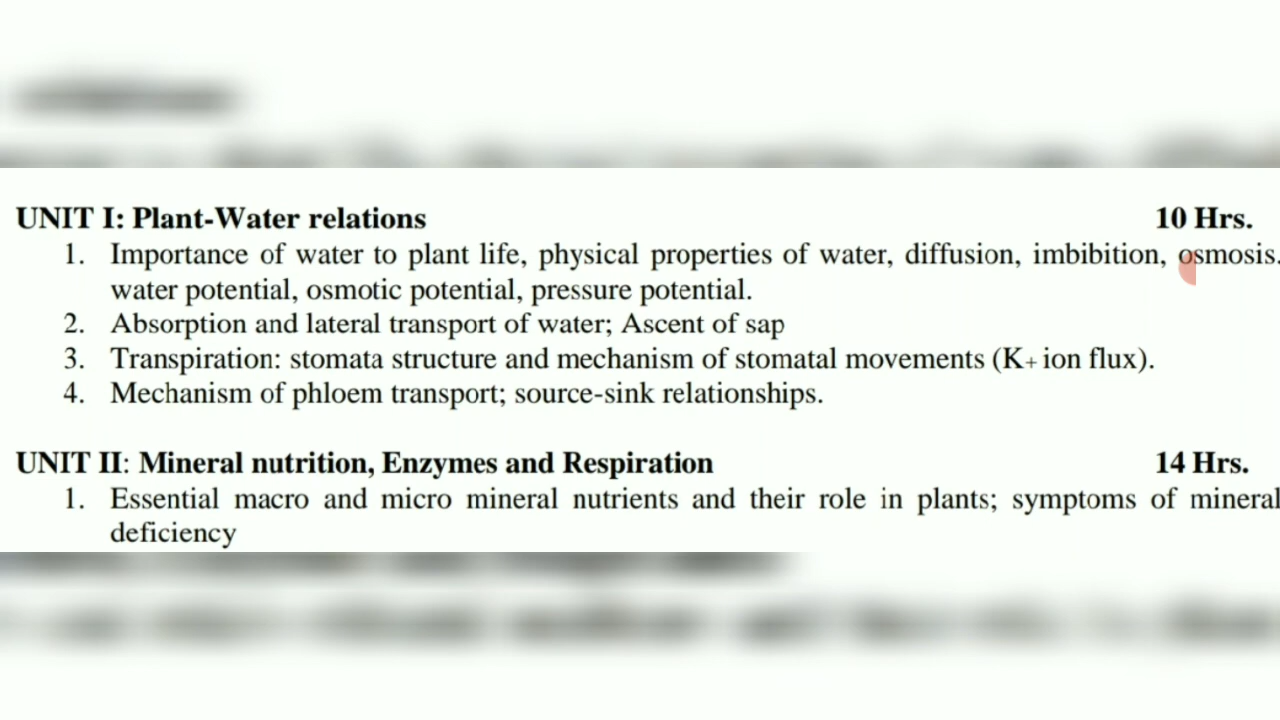 UNIT I: Plant-Water relations 10 Hrs.
1. Importance of water to plant life, physical properties of water, diffusion, imbibition, osmosis.
water potential, osmotic potential, pressure potential.
2. Absorption and lateral transport of water; Ascent of sap
3. Transpiration: stomata structure and mechanism of stomatal movements (K+ ion flux).
4. Mechanism of phloem transport; source-sink relationships.
UNIT II: Mineral nutrition, Enzymes and Respiration 14 Hrs.
1. Essential macro and micro mineral nutrients and their role in plants; symptoms of mineral
deficiency